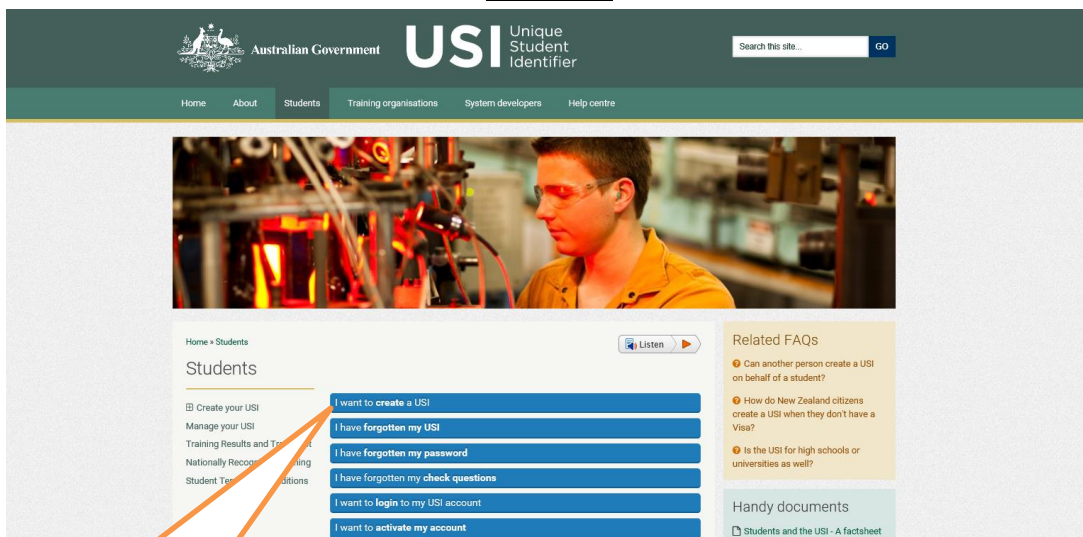 Australian Government
USI
Unique
Student
Identifier
Search this site...
GO
Home
About
Students
Training organisations
System developers
Help centre
Home » Students
Listen
Students
Create your USI
Manage your USI
Training Results and
Nationally
Student
I want to create a USI
I have forgotten my USI
I have forgotten my password
I have forgotten my check questions
I want to login to my USI account
I want to activate my account
Related FAQs
Can another person create a USI
on behalf of a student?
How do New Zealand citizens
create a USI when they don't have a
Visa?
Is the USI for high schools or
universities as well?
Handy documents
Students and the USI - A factsheet